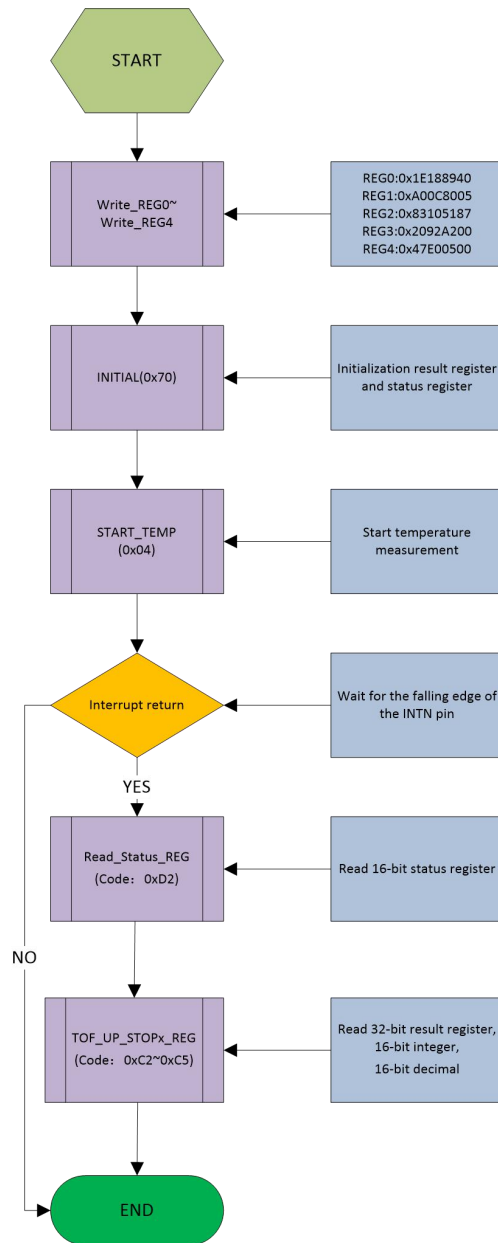 START
Write_REG0~
Write_REG4
REG0:0x1E188940
REG1:0xA00C8005
REG2:0x83105187
REG3:0x2092A200
REG4:0x47E00500
INITIAL(0x70)
Initialization result register
and status register
START_TEMP
(0x04)
Start temperature
measurement
Interrupt return
Wait for the falling edge of
the INTN pin
YES
Read_Status_REG
(Code：0xD2)
Read 16-bit status register
NO
TOF_UP_STOPx_REG
(Code：0xC2~0xC5)
Read 32-bit result register,
16-bit integer,
16-bit decimal
END